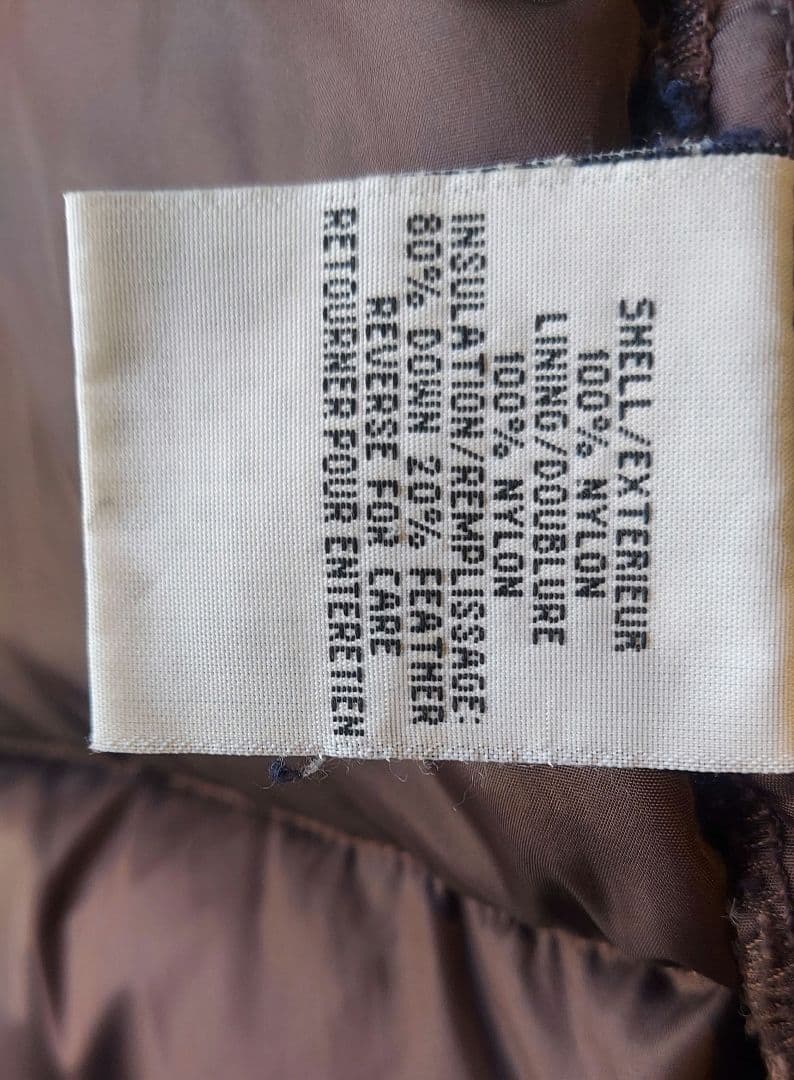 SHELL/EXTERIEUR
100% NYLON
LINING/DOUBLURE
100% NYLON
INSULATION/REMPLISSAGE:
80% DOWN 20% FEATHER
REVERSE FOR CARE
RETOURNER POUR ENTERETIEN